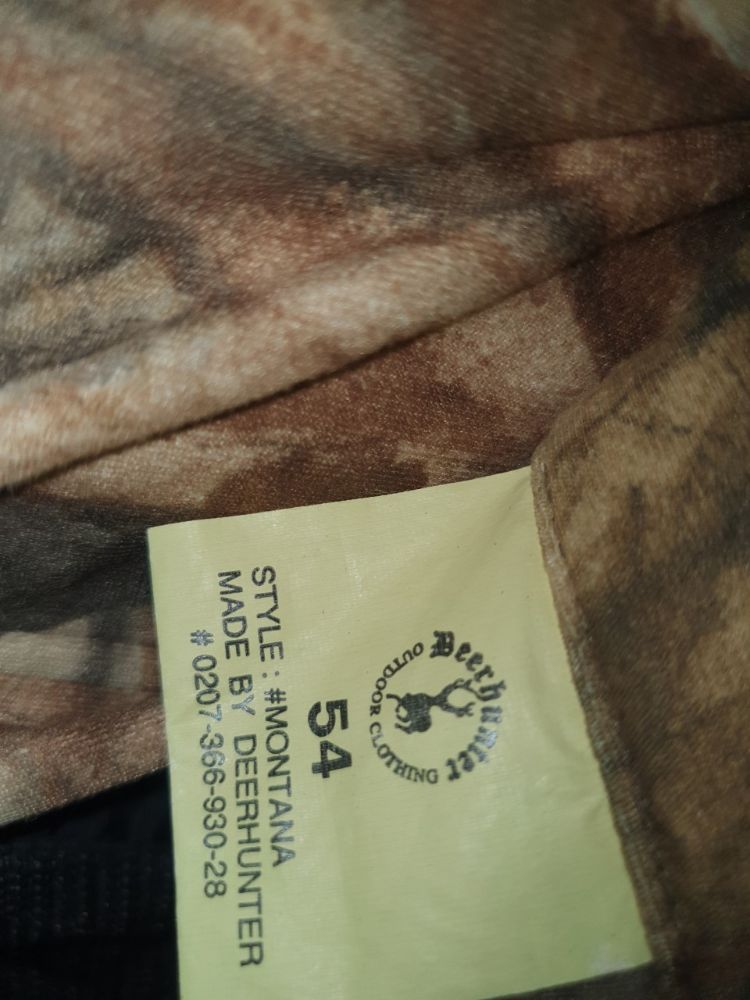 Deerhunter
OUTDOOR CLOTHING
54
STYLE : #MONTANA
MADE BY DEERHUNTER
# 0207-366-930-28